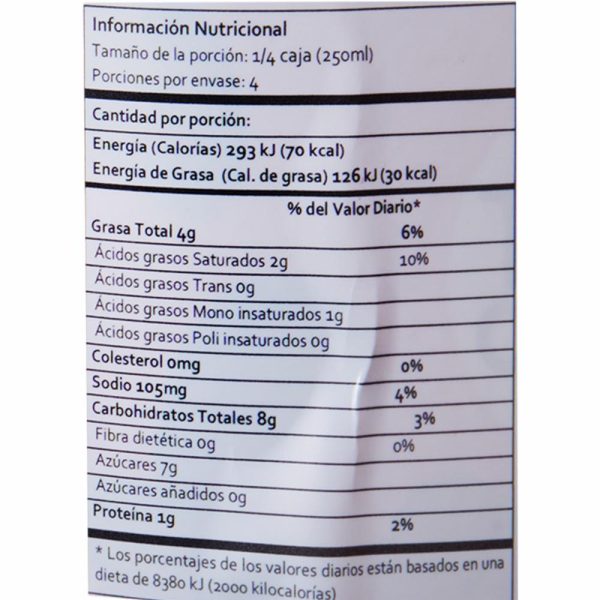 Información Nutricional
Tamaño de la porción: 1/4 caja (250ml)
Porciones por envase: 4
Cantidad por porción:
Energía (Calorías) 293 kJ (70 kcal)
Energía de Grasa (Cal. de grasa) 126 kJ (30 kcal)
% del Valor Diario*
Grasa Total 4g 6%
Ácidos grasos Saturados 2g 10%
Ácidos grasos Trans 0g
Ácidos grasos Mono insaturados 1g
Ácidos grasos Poli insaturados 0g
Colesterol 0mg 0%
Sodio 105mg 4%
Carbohidratos Totales 8g 3%
Fibra dietética 0g 0%
Azúcares 7g
Azúcares añadidos 0g
Proteína 1g 2%
* Los porcentajes de los valores diarios están basados en una
dieta de 8380 kJ (2000 kilocalorías)